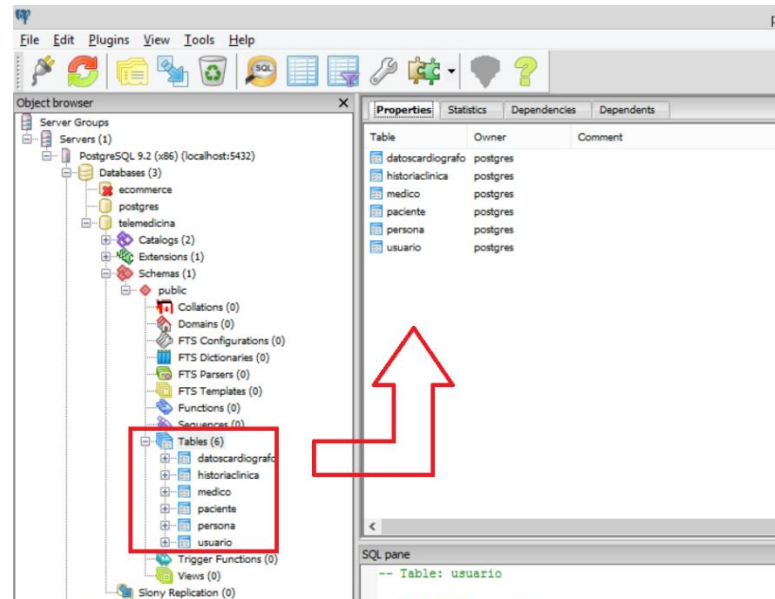 p
File Edit Plugins View Tools Help
SQL
Object browser X
Server Groups
Servers (1)
PostgreSQL 9.2 (x86) (localhost:5432)
Databases (3)
ecommerce
postgres
telemedicina
Catalogs (2)
Extensions (1)
Schemas (1)
public
Collations (0)
Domains (0)
FTS Configurations (0)
FTS Dictionaries (0)
FTS Parsers (0)
FTS Templates (0)
Functions (0)
Sequences (0)
Tables (6)
datoscardiografo
historiaclinica
medico
paciente
persona
usuario
Trigger Functions (0)
Views (0)
Slony Replication (0)
Properties Statistics Dependencies Dependents
Table Owner Comment
datoscardiografo postgres
historiaclinica postgres
medico postgres
paciente postgres
persona postgres
usuario postgres
SQL pane
-- Table: usuario